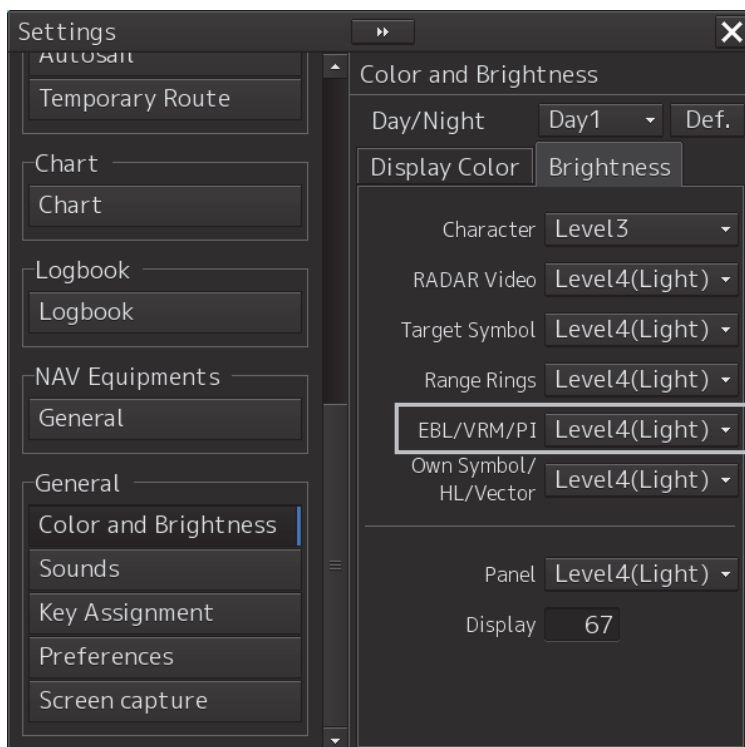 Settings
Autosail
Temporary Route
Chart
Chart
Logbook
Logbook
NAV Equipments
General
General
Color and Brightness
Sounds
Key Assignment
Preferences
Screen capture
Color and Brightness
Day/Night Day1 Def.
Display Color Brightness
Character Level3
RADAR Video Level4(Light)
Target Symbol Level4(Light)
Range Rings Level4(Light)
EBL/VRM/PI Level4(Light)
Own Symbol/
HL/Vector Level4(Light)
Panel Level4(Light)
Display 67